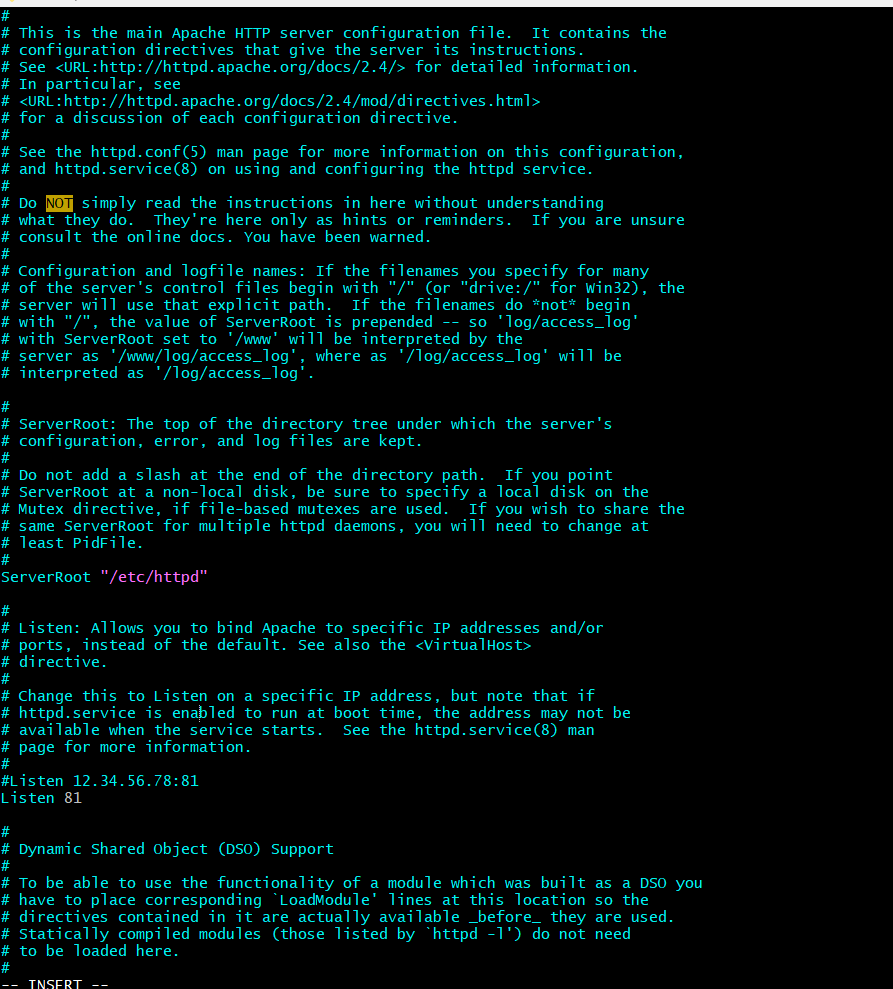 #
# This is the main Apache HTTP server configuration file.  It contains the
# configuration directives that give the server its instructions.
# See <URL:http://httpd.apache.org/docs/2.4/> for detailed information.
# In particular, see
# <URL:http://httpd.apache.org/docs/2.4/mod/directives.html>
# for a discussion of each configuration directive.
#
# See the httpd.conf(5) man page for more information on this configuration,
# and httpd.service(8) on using and configuring the httpd service.
#
# Do NOT simply read the instructions in here without understanding
# what they do.  They're here only as hints or reminders.  If you are unsure
# consult the online docs. You have been warned.
#
# Configuration and logfile names: If the filenames you specify for many
# of the server's control files begin with "/" (or "drive:/" for Win32), the
# server will use that explicit path.  If the filenames do *not* begin
# with "/", the value of ServerRoot is prepended -- so 'log/access_log'
# with ServerRoot set to '/www' will be interpreted by the
# server as '/www/log/access_log', where as '/log/access_log' will be
# interpreted as '/log/access_log'.

#
# ServerRoot: The top of the directory tree under which the server's
# configuration, error, and log files are kept.
#
# Do not add a slash at the end of the directory path.  If you point
# ServerRoot at a non-local disk, be sure to specify a local disk on the
# Mutex directive, if file-based mutexes are used.  If you wish to share the
# same ServerRoot for multiple httpd daemons, you will need to change at
# least PidFile.
#
ServerRoot "/etc/httpd"

#
# Listen: Allows you to bind Apache to specific IP addresses and/or
# ports, instead of the default. See also the <VirtualHost>
# directive.
#
# Change this to Listen on a specific IP address, but note that if
# httpd.service is enabled to run at boot time, the address may not be
# available when the service starts.  See the httpd.service(8) man
# page for more information.
#
#Listen 12.34.56.78:81
Listen 81

#
# Dynamic Shared Object (DSO) Support
#
# To be able to use the functionality of a module which was built as a DSO you
# have to place corresponding `LoadModule' lines at this location so the
# directives contained in it are actually available _before_ they are used.
# Statically compiled modules (those listed by `httpd -l') do not need
# to be loaded here.
#
-- INSERT --